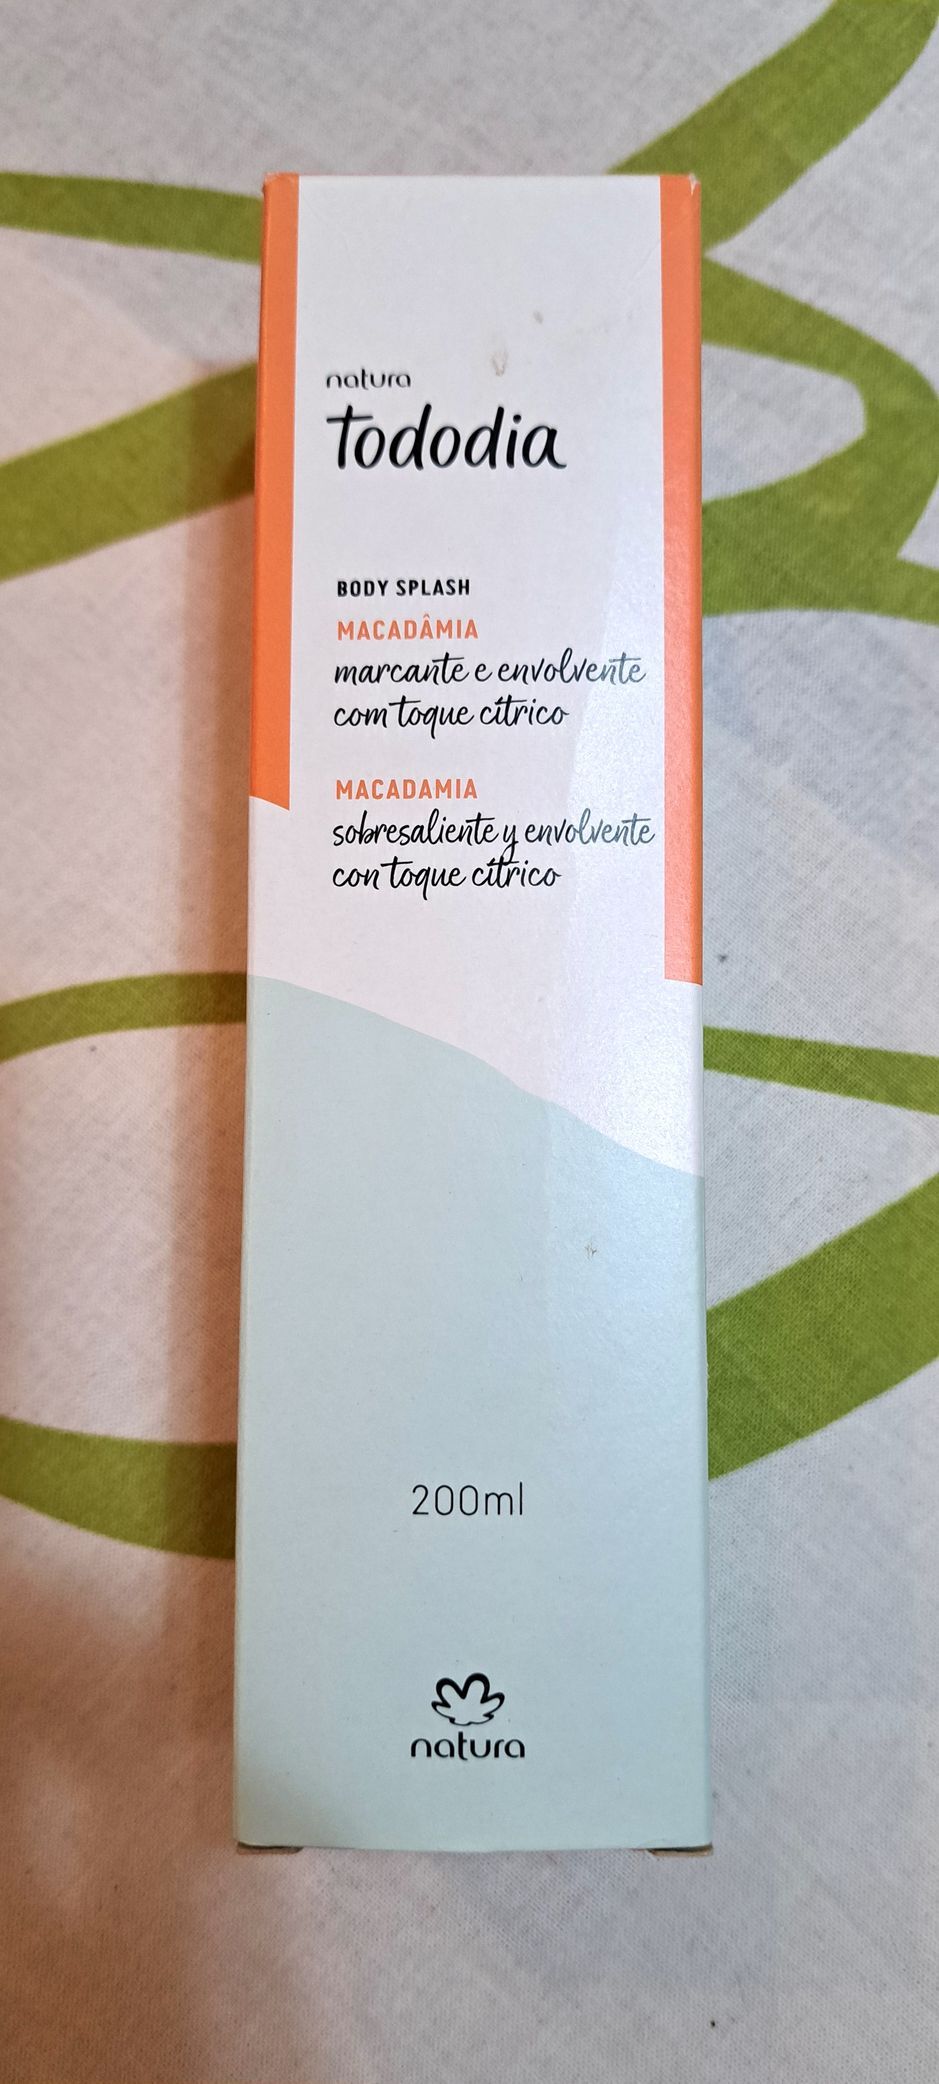 natura
tododia
BODY SPLASH
MACADÂMIA
marcante e envolvente
com toque cítrico
MACADAMIA
sobresaliente y envolvente
con toque cítrico
200ml
natura